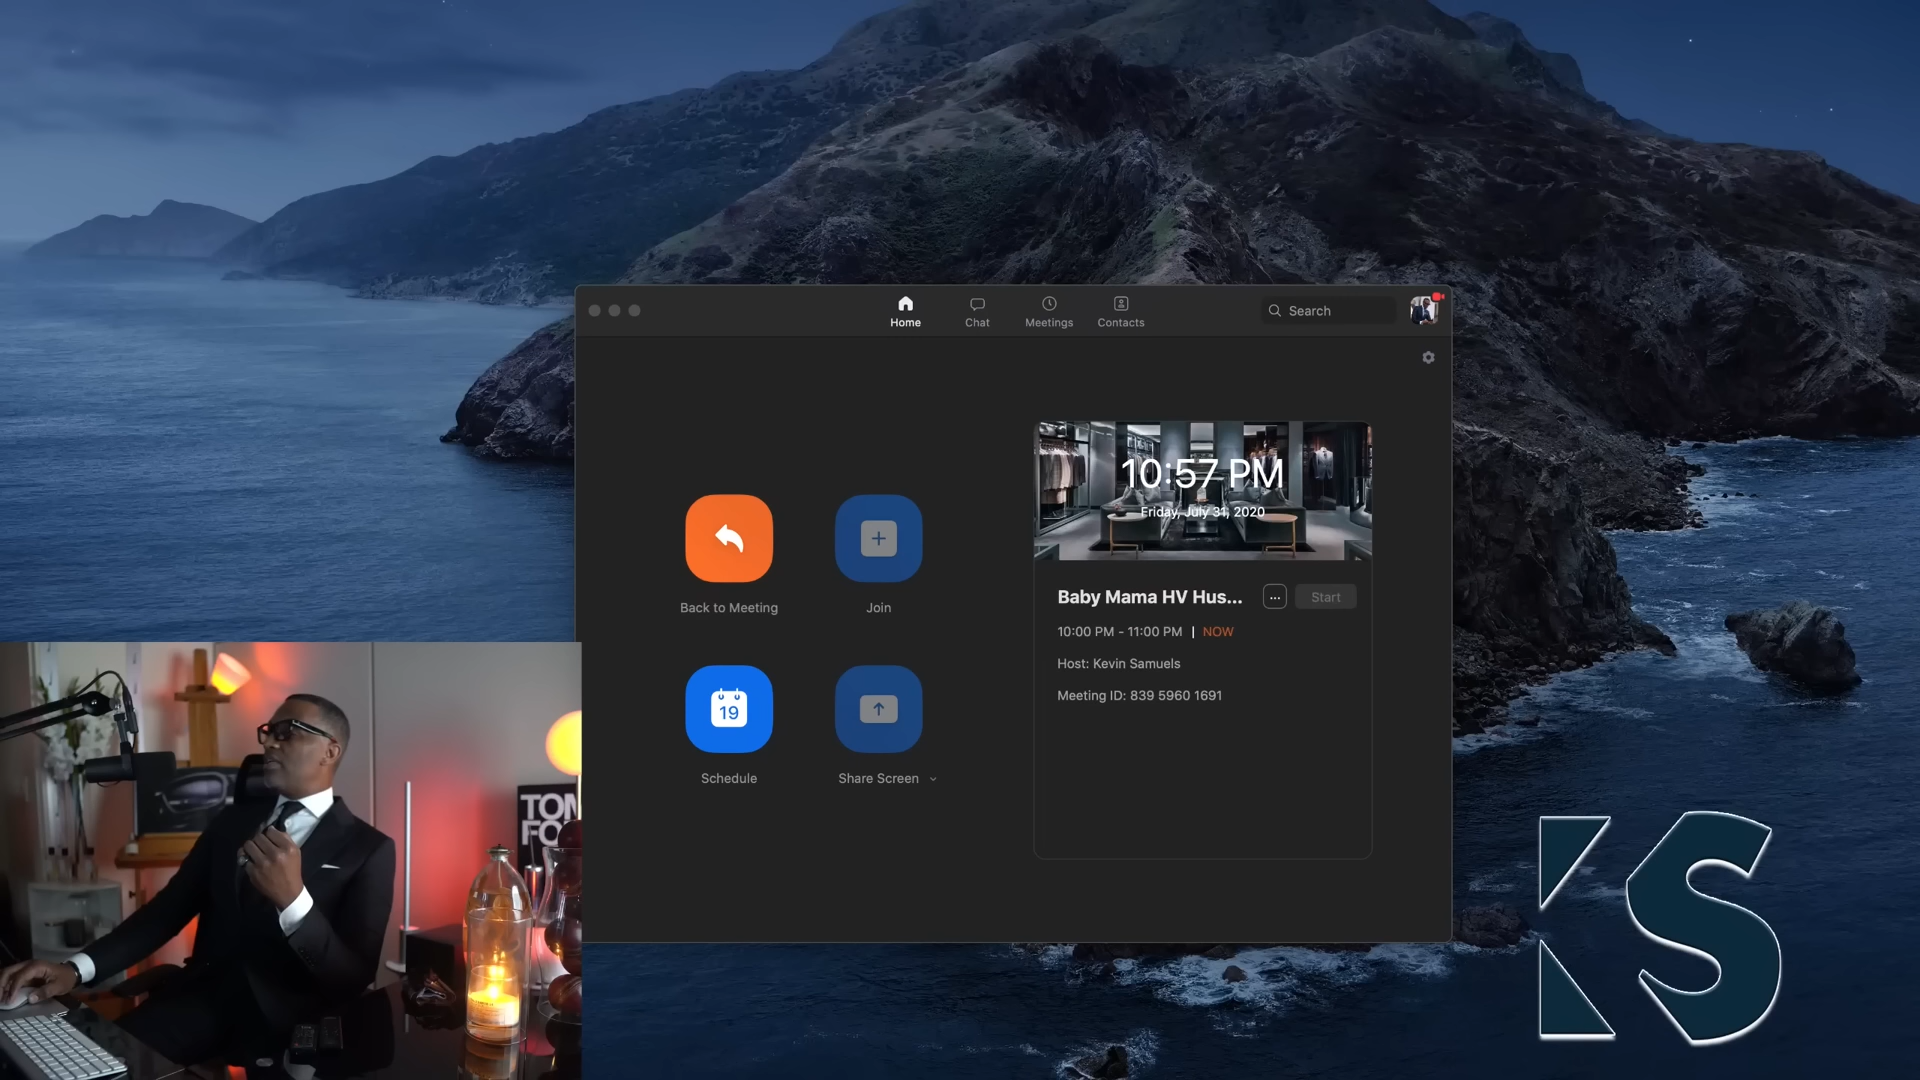 Home
Chat
Meetings
Contacts
Search
10:57 PM
Friday, July 31, 2020
Back to Meeting
Join
Baby Mama HV Hus...
Start
10:00 PM - 11:00 PM | NOW
Host: Kevin Samuels
Meeting ID: 839 5960 1691
19
Schedule
Share Screen
TOM
FO
KS